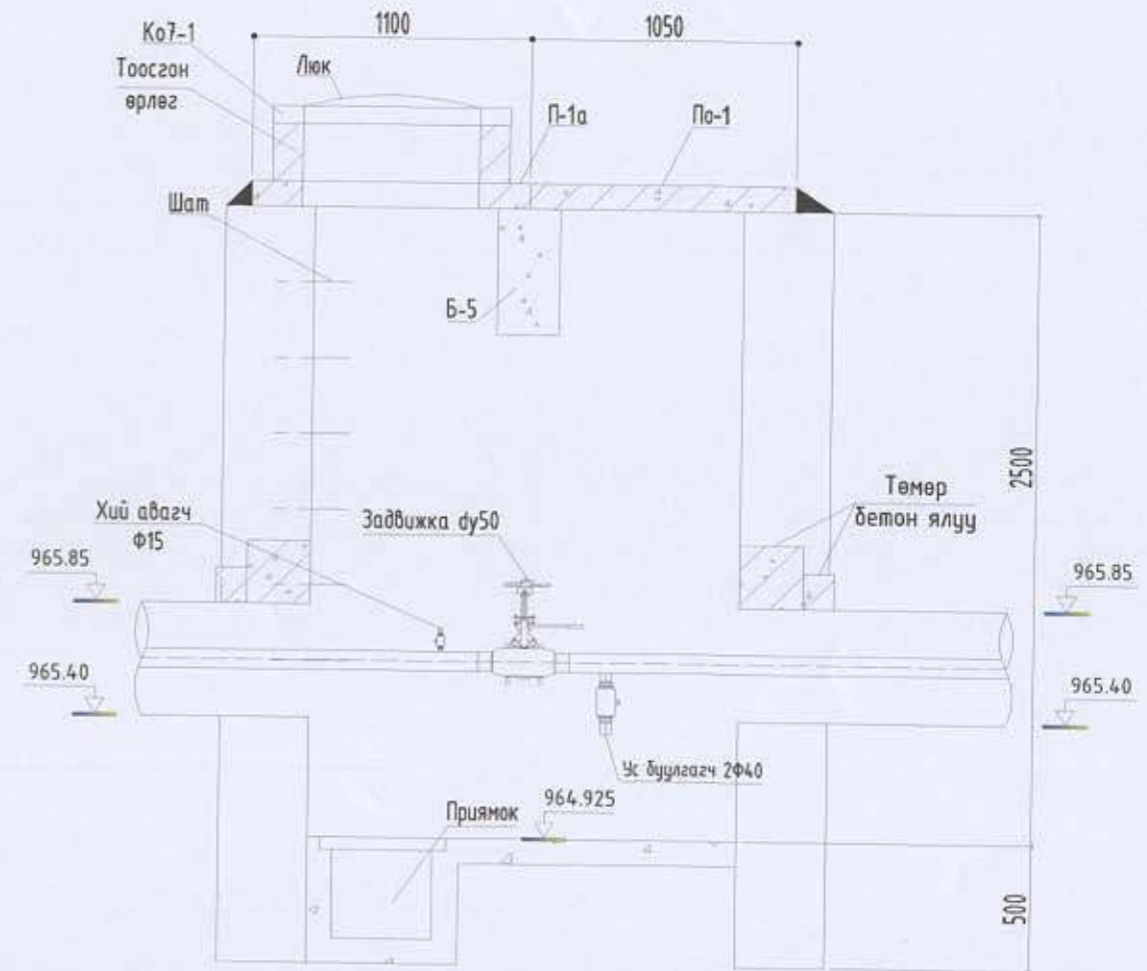 1100
1050
Ко7-1
Люк
Тоосгон
өрлөг
П-1а
По-1
Шат
Б-5
2500
Төмөр
бетон ялуу
Хий авагч
Ф15
Задвижка dy50
965.85
965.85
965.40
965.40
Ус буулгагч 2Ф40
964.925
Приямок
500